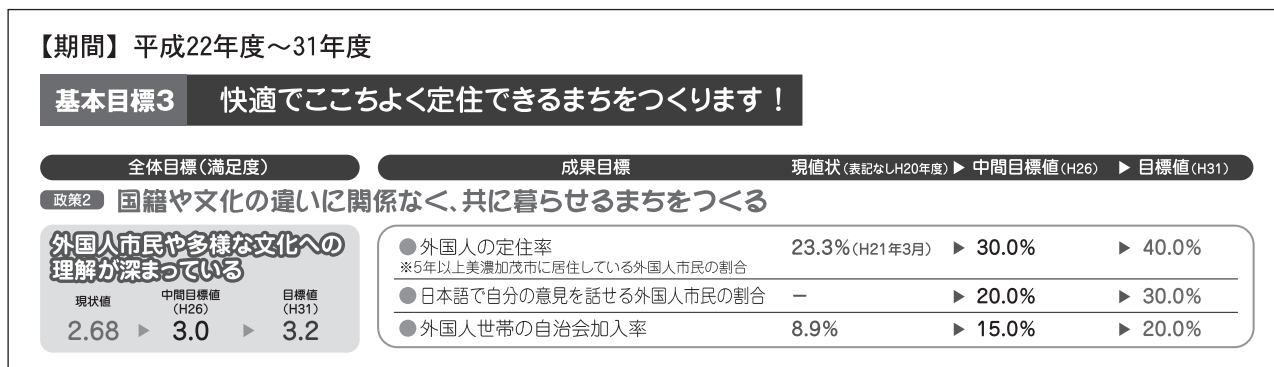 【期間】平成22年度～31年度
基本目標3 快適でここちよく定住できるまちをつくります！
全体目標(満足度) 成果目標 現値状(表記なしH20年度) ▶ 中間目標値(H26) ▶ 目標値(H31)
政策2 国籍や文化の違いに関係なく、共に暮らせるまちをつくる
外国人市民や多様な文化への
理解が深まっている
現状値 中間目標値(H26) 目標値(H31)
2.68 ▶ 3.0 ▶ 3.2
●外国人の定住率 23.3%(H21年3月) ▶ 30.0% ▶ 40.0%
※5年以上美濃加茂市に居住している外国人市民の割合
●日本語で自分の意見を話せる外国人市民の割合 － ▶ 20.0% ▶ 30.0%
●外国人世帯の自治会加入率 8.9% ▶ 15.0% ▶ 20.0%